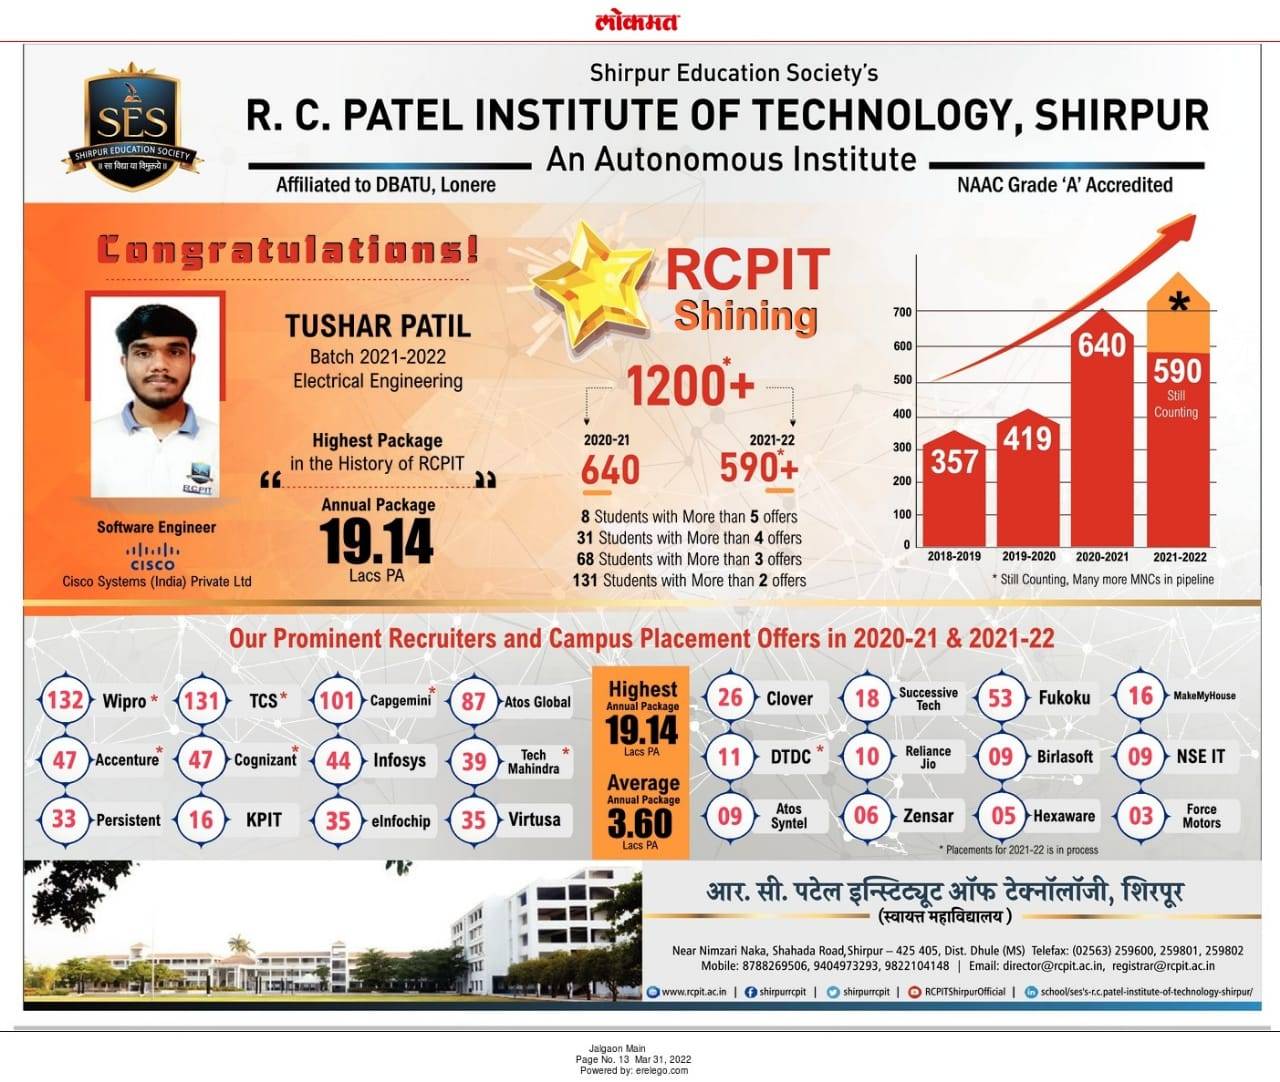 लोकमत
Shirpur Education Society's
R. C. PATEL INSTITUTE OF TECHNOLOGY, SHIRPUR
An Autonomous Institute
Affiliated to DBATU, Lonere
NAAC Grade 'A' Accredited
SES
SHIRPUR EDUCATION SOCIETY
॥ सा विद्या या विमुक्तये ॥
Congratulations!
TUSHAR PATIL
Batch 2021-2022
Electrical Engineering
Highest Package
in the History of RCPIT
Annual Package
19.14
Lacs PA
RCPIT
Software Engineer
CISCO
Cisco Systems (India) Private Ltd
RCPIT
Shining
1200*+
2020-21
640
2021-22
590*+
8 Students with More than 5 offers
31 Students with More than 4 offers
68 Students with More than 3 offers
131 Students with More than 2 offers
700
600
500
400
300
200
100
0
357
419
640
*
590
Still
Counting
2018-2019 2019-2020 2020-2021 2021-2022
* Still Counting, Many more MNCs in pipeline
Our Prominent Recruiters and Campus Placement Offers in 2020-21 & 2021-22
132 Wipro * 131 TCS * 101 Capgemini * 87 Atos Global
47 Accenture * 47 Cognizant * 44 Infosys 39 Tech Mahindra *
33 Persistent 16 KPIT 35 eInfochip 35 Virtusa
Highest
Annual Package
19.14
Lacs PA
Average
Annual Package
3.60
Lacs PA
26 Clover 18 Successive Tech 53 Fukoku 16 MakeMyHouse
11 DTDC * 10 Reliance Jio 09 Birlasoft 09 NSE IT
09 Atos Syntel 06 Zensar 05 Hexaware 03 Force Motors
* Placements for 2021-22 is in process
आर. सी. पटेल इन्स्टिट्यूट ऑफ टेक्नॉलॉजी, शिरपूर
(स्वायत्त महाविद्यालय )
Near Nimzari Naka, Shahada Road,Shirpur – 425 405, Dist. Dhule (MS) Telefax: (02563) 259600, 259801, 259802
Mobile: 8788269506, 9404973293, 9822104148 | Email: director@rcpit.ac.in, registrar@rcpit.ac.in
www.rcpit.ac.in | shirpurrcpit | shirpurrcpit | RCPITShirpurOfficial | school/ses's-r.c.patel-institute-of-technology-shirpur/
Jalgaon Main
Page No. 13 Mar 31, 2022
Powered by: erelego.com